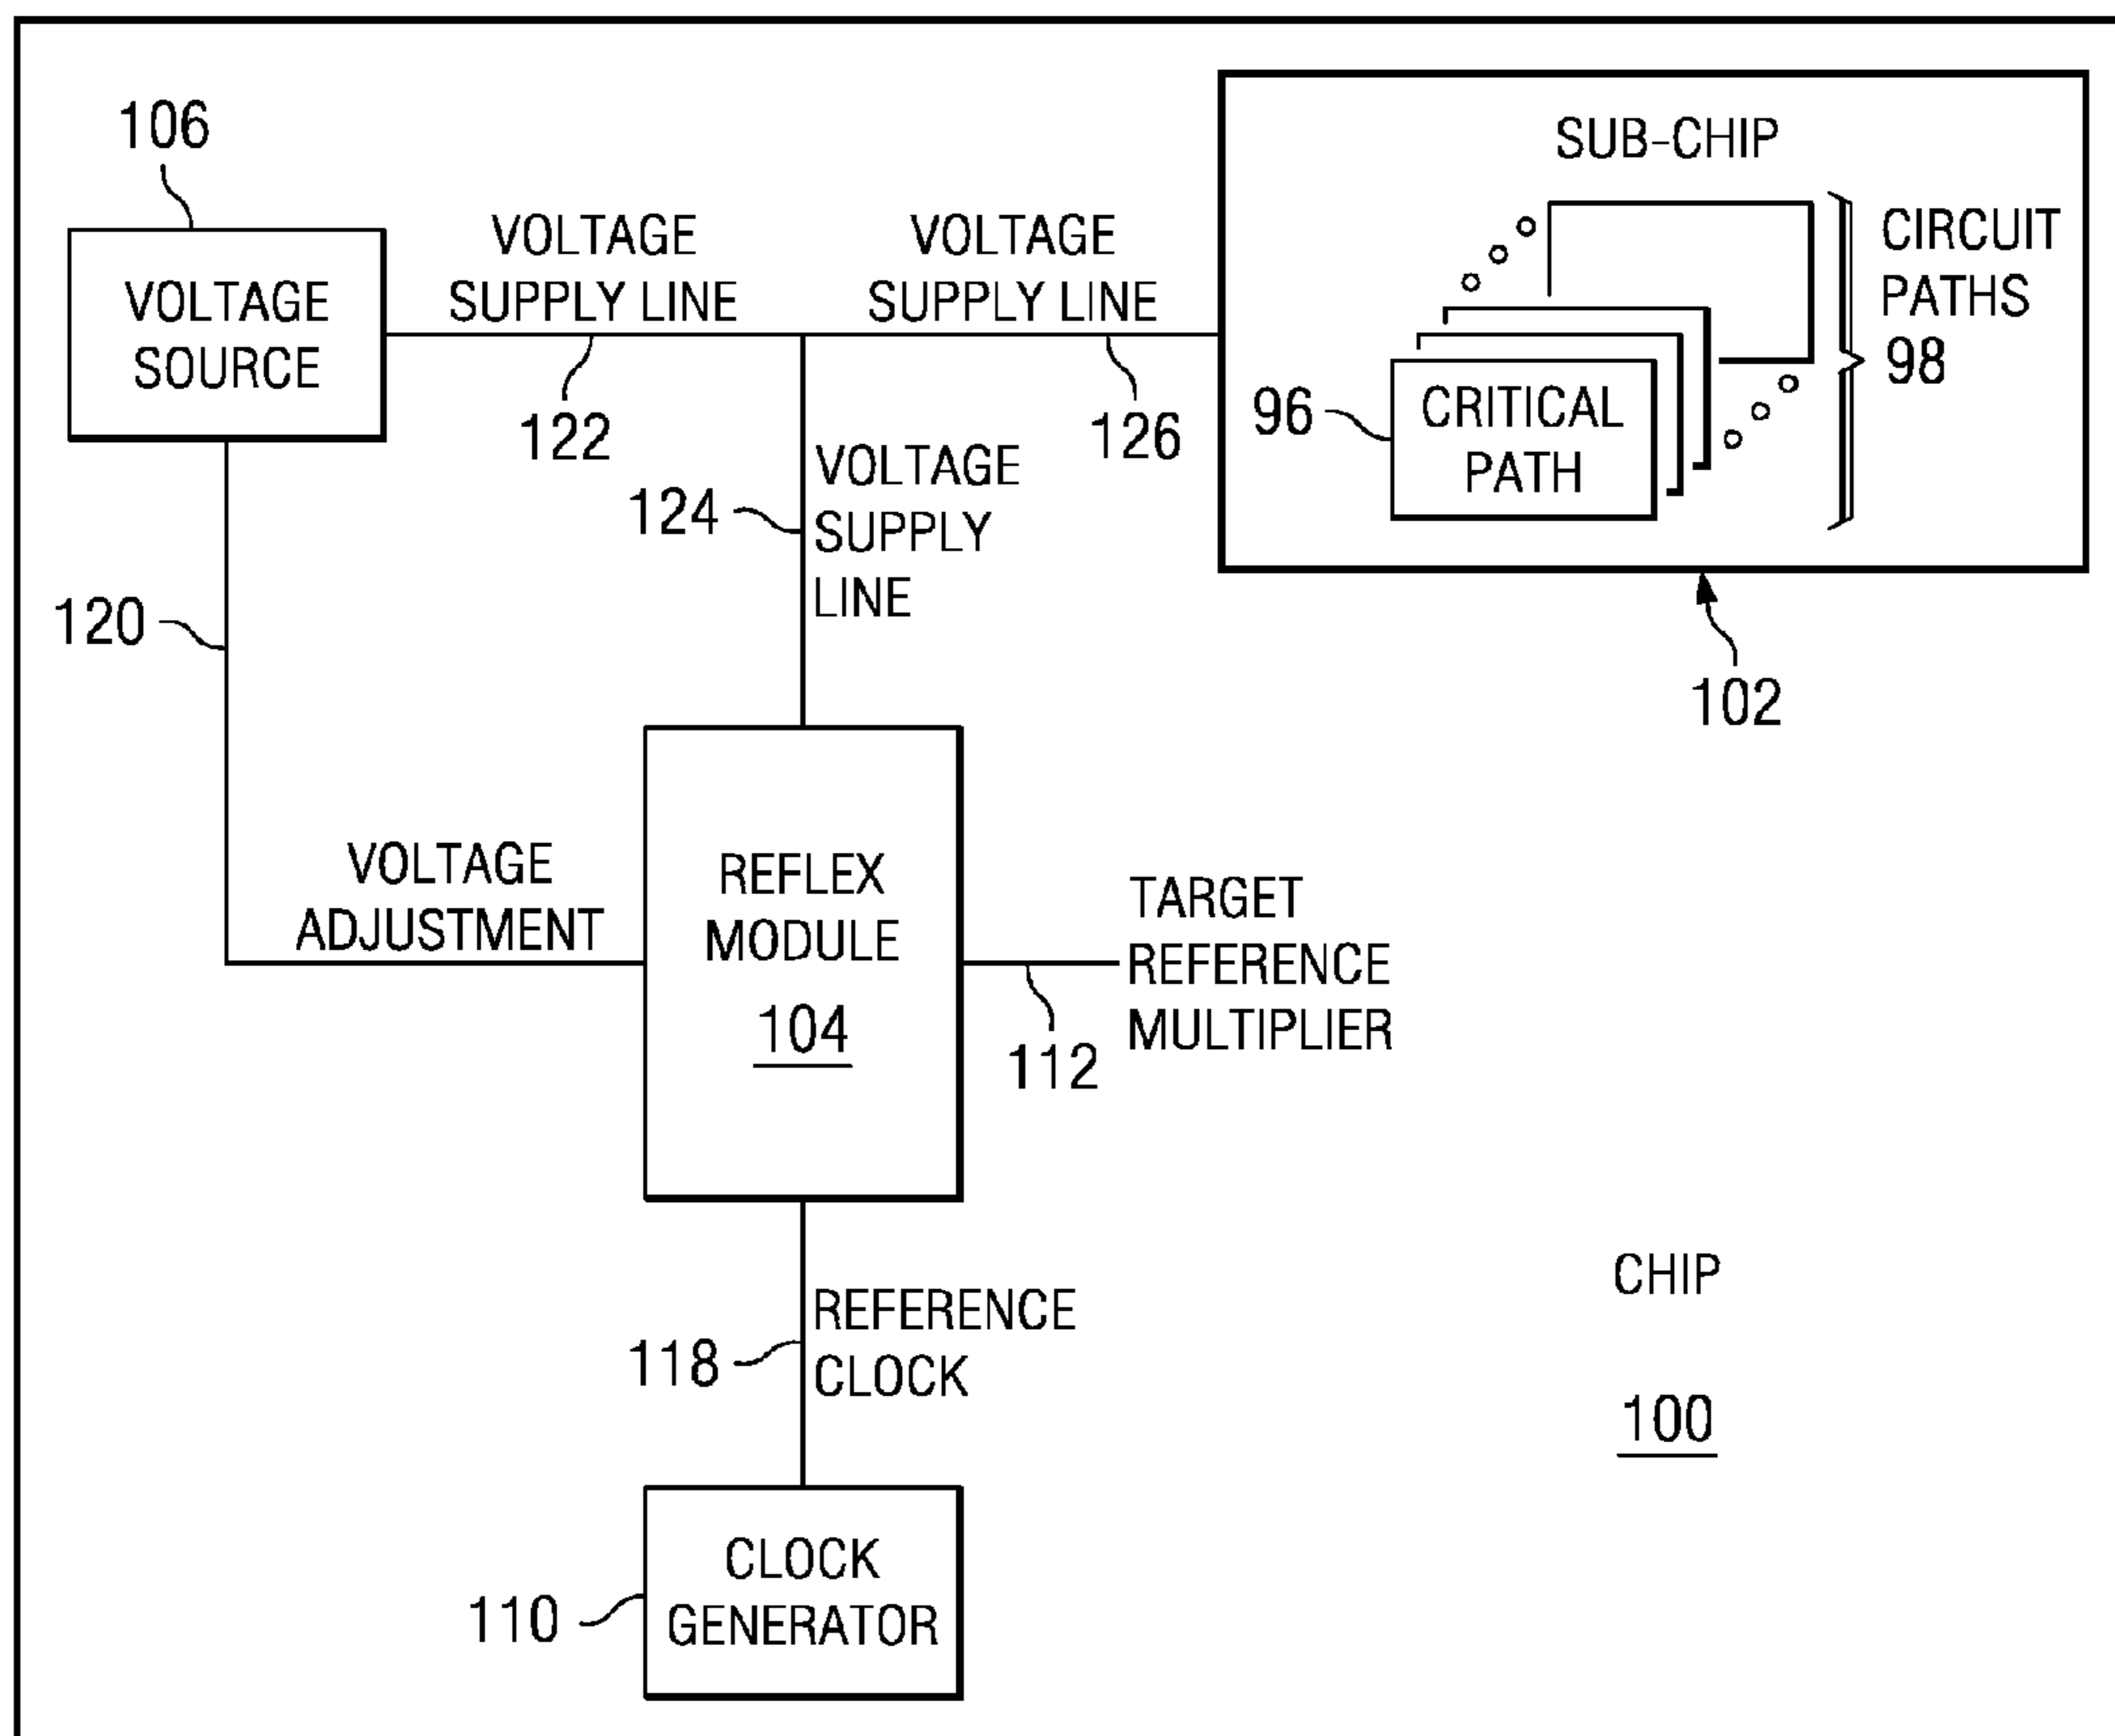 106
VOLTAGE
SOURCE
VOLTAGE
SUPPLY LINE
122
VOLTAGE
SUPPLY LINE
126
SUB-CHIP
CIRCUIT
PATHS
98
96
CRITICAL
PATH
102
124
VOLTAGE
SUPPLY
LINE
120
VOLTAGE
ADJUSTMENT
REFLEX
MODULE
104
TARGET
REFERENCE
MULTIPLIER
112
118
REFERENCE
CLOCK
CHIP
100
110
CLOCK
GENERATOR